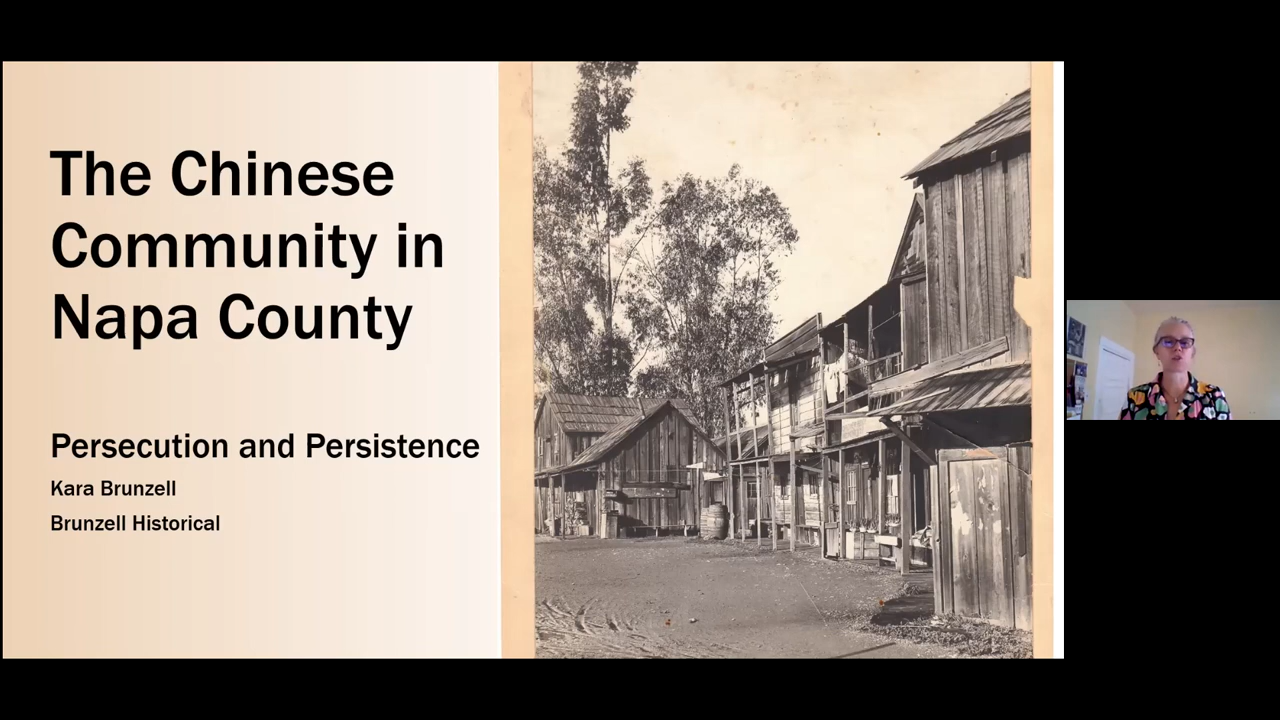 The Chinese
Community in
Napa County
Persecution and Persistence
Kara Brunzell
Brunzell Historical